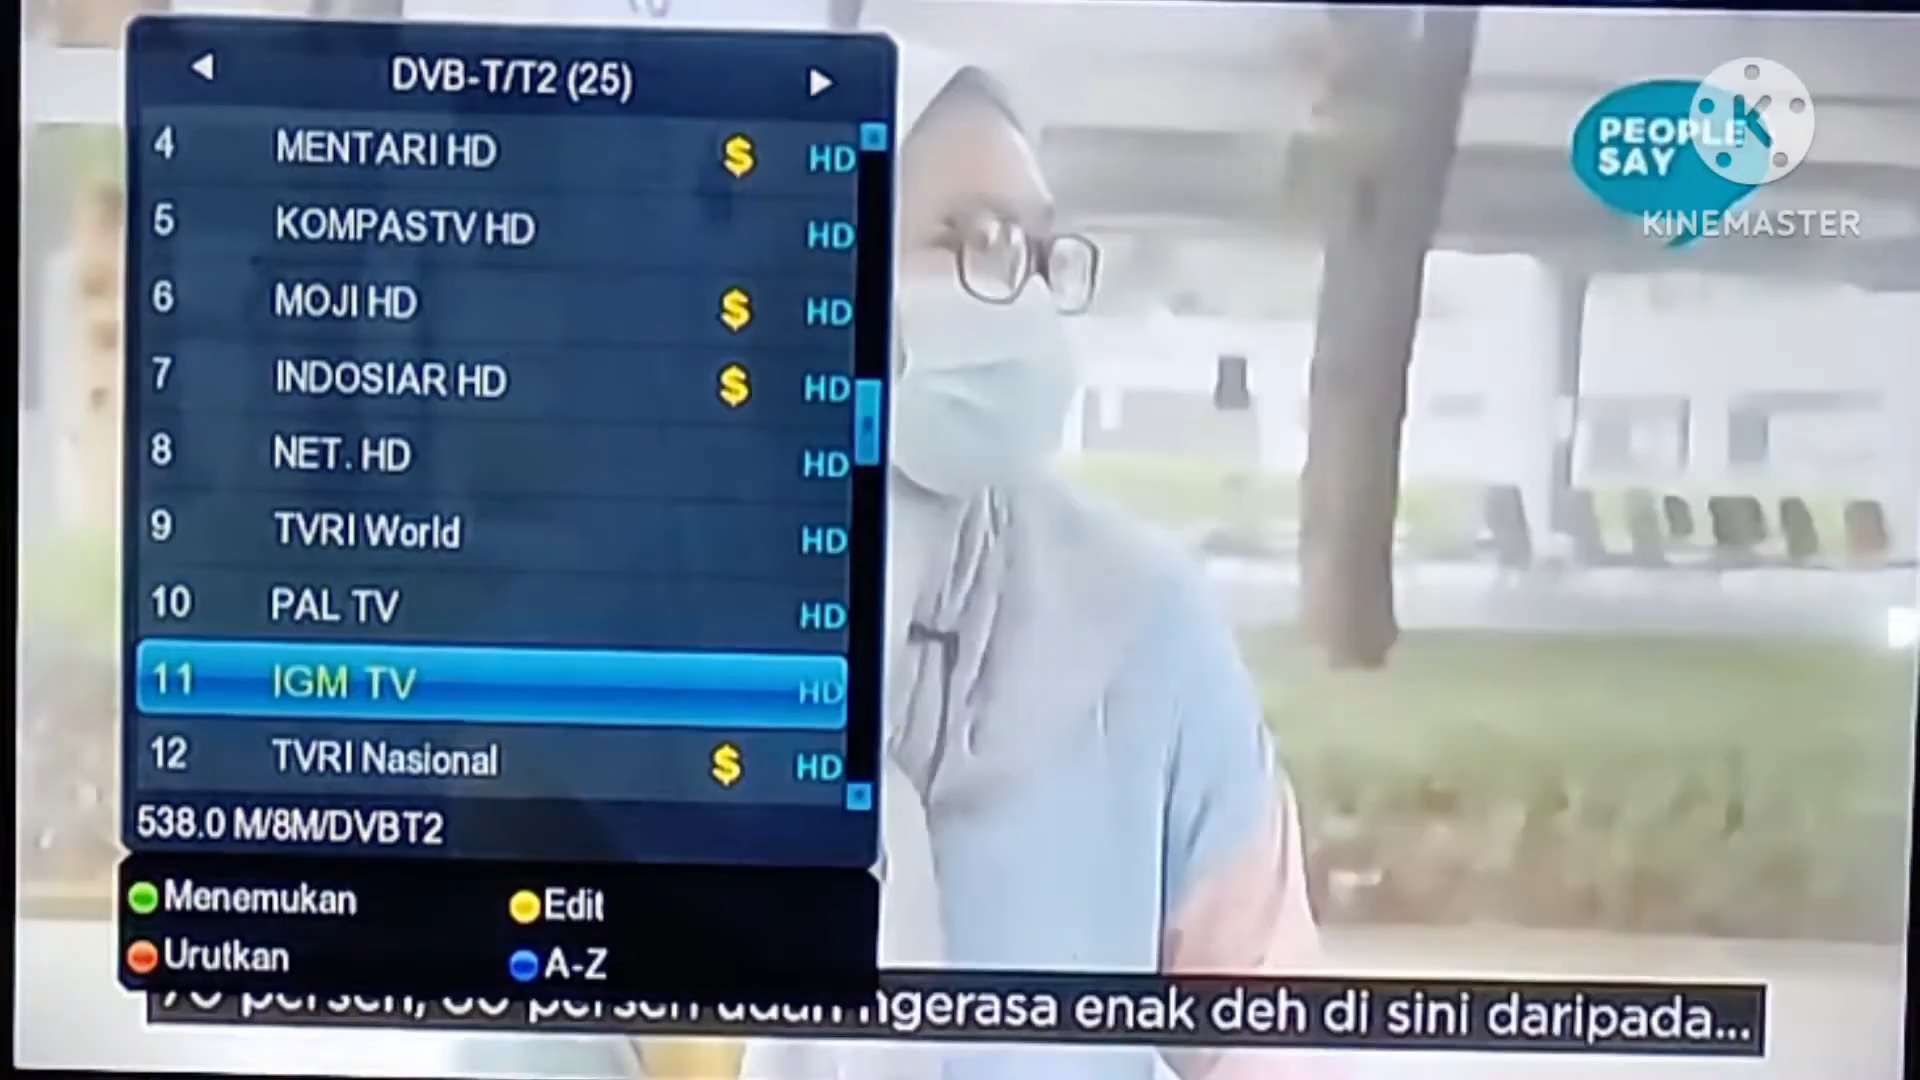 DVB-T/T2 (25)
4 MENTARI HD $ HD
5 KOMPASTV HD HD
6 MOJI HD $ HD
7 INDOSIAR HD $ HD
8 NET. HD HD
9 TVRI World HD
10 PAL TV HD
11 IGM TV HD
12 TVRI Nasional $ HD
538.0 M/8M/DVBT2
Menemukan
Edit
Urutkan
A-Z
PEOPLE
SAY
K
KINEMASTER
ngerasa enak deh di sini daripada...